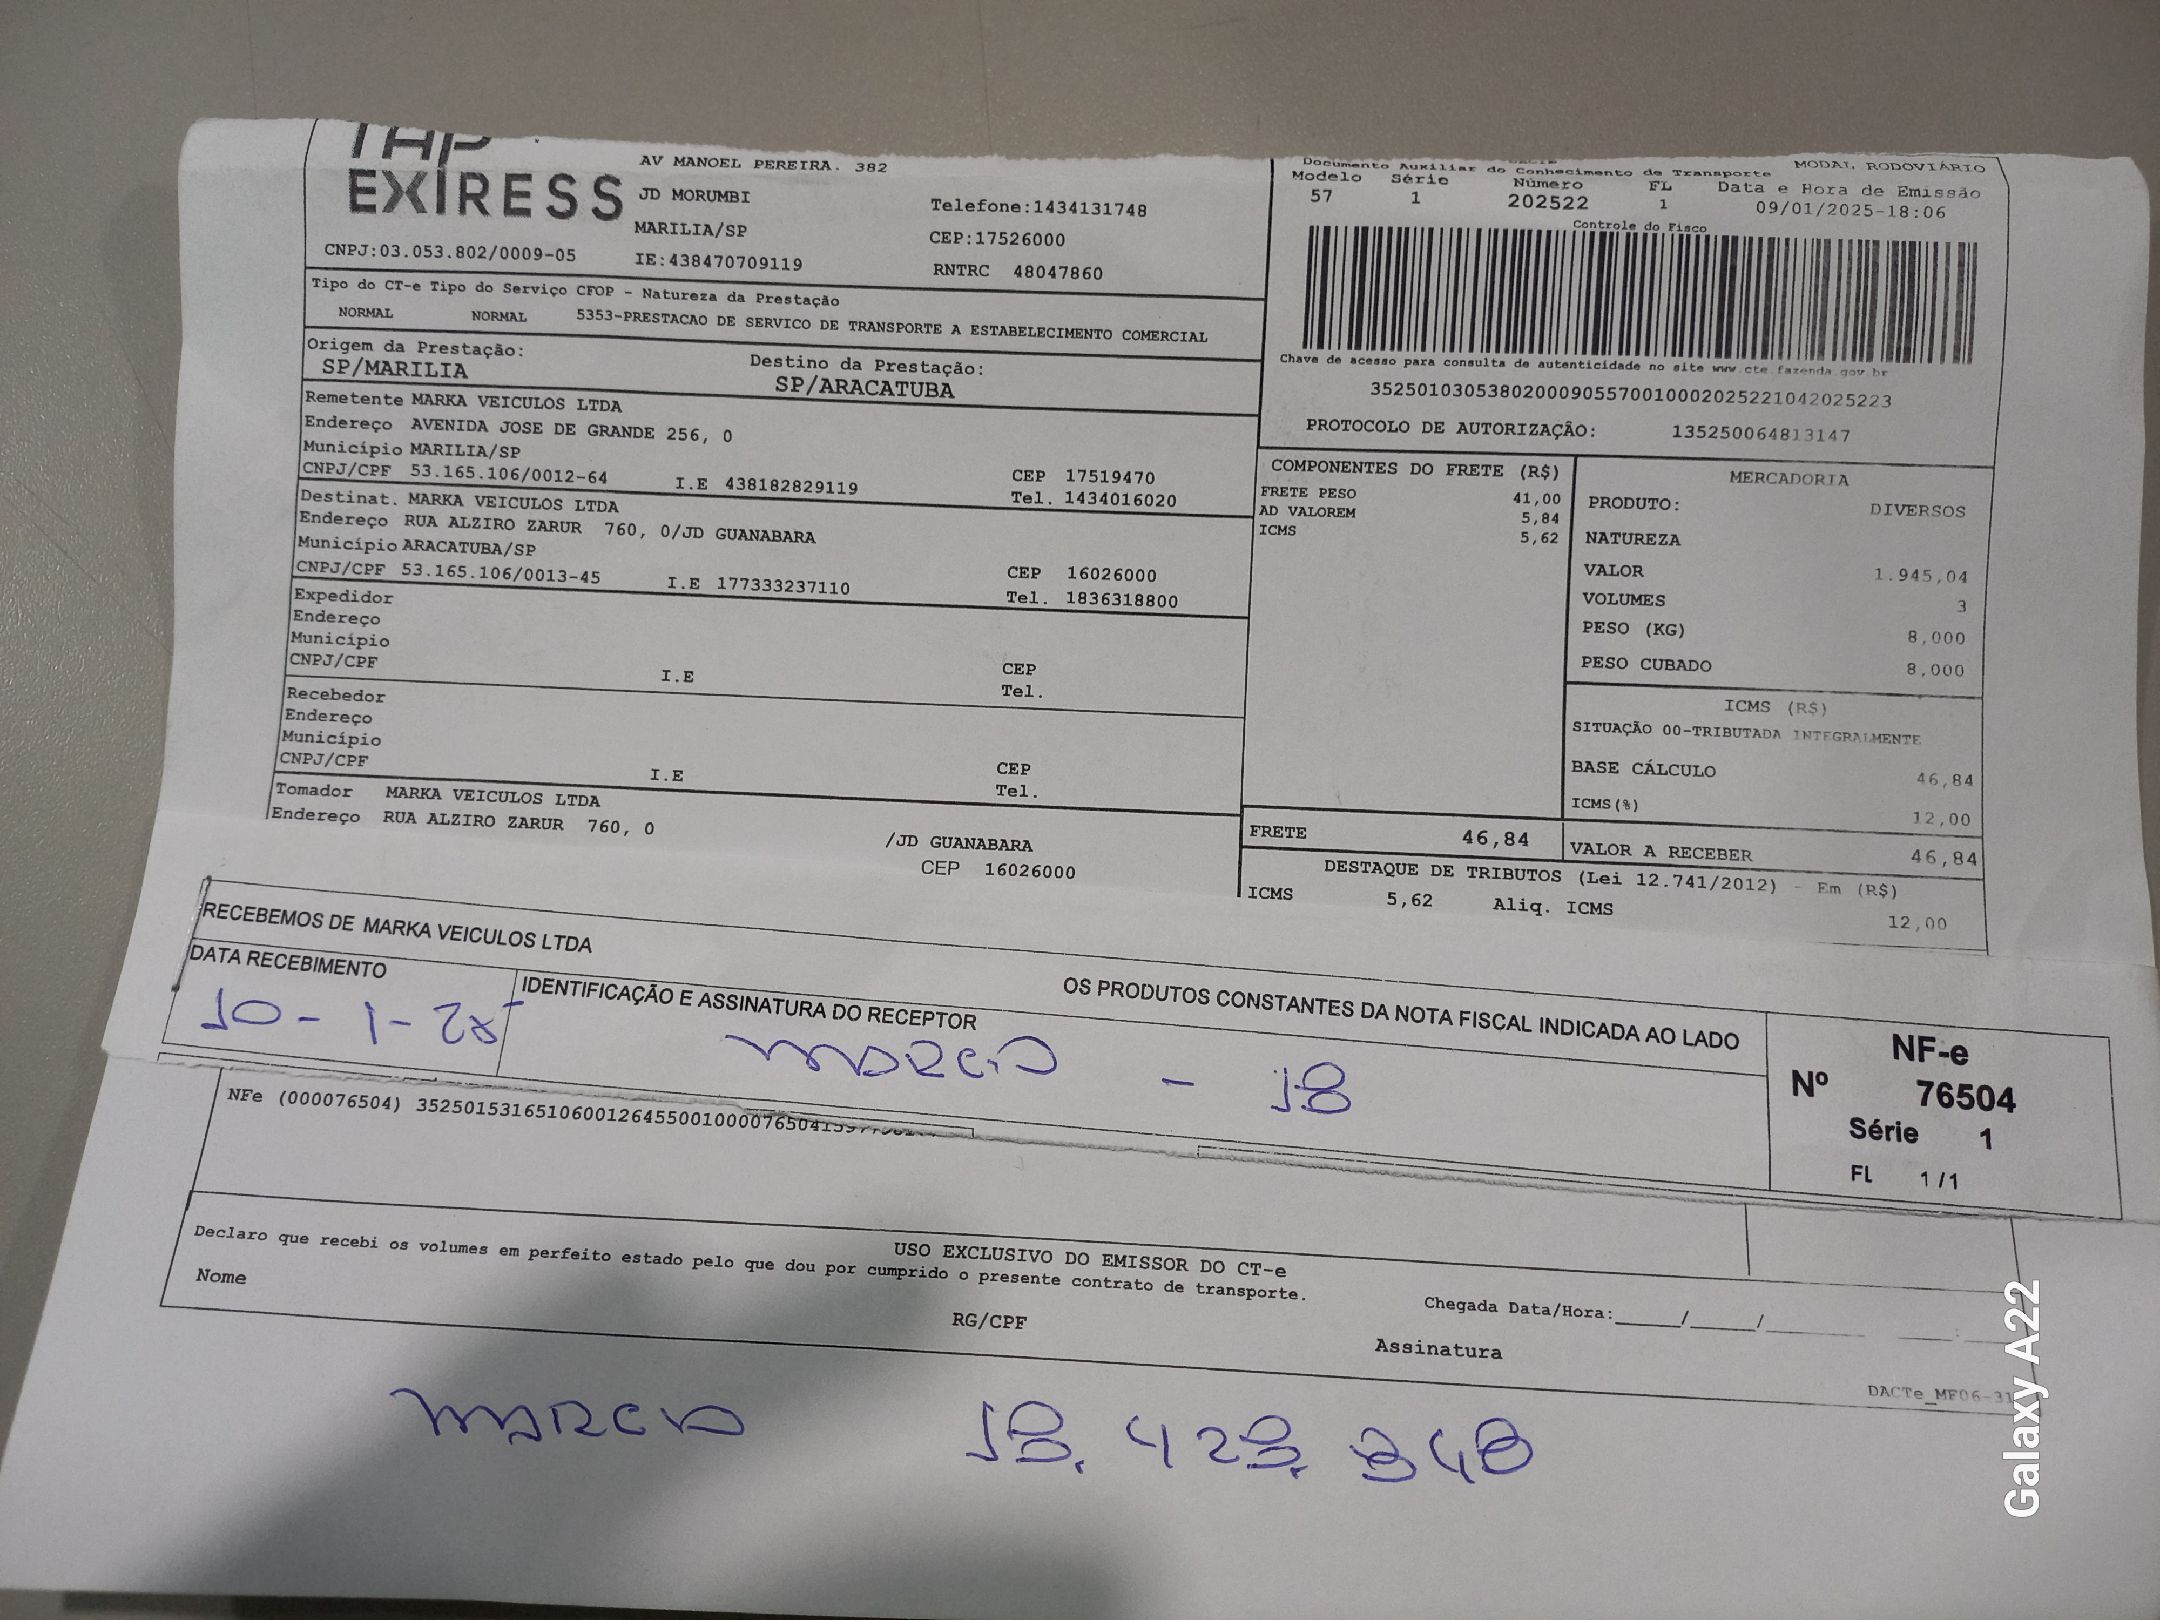 EXIRESS
CNPJ:03.053.802/0009-05
AV MANOEL PEREIRA. 382
JD MORUMBI
MARILIA/SP
IE:438470709119
Telefone:1434131748
CEP:17526000
RNTRC 48047860
Documento Auxiliar do Conhecimento de Transporte
MODAL RODOVIÁRIO
Modelo Série Número FL Data e Hora de Emissão
57 1 202522 1 09/01/2025-18:06
Controle do Fisco
Chave de acesso para consulta de autenticidade no site www.cte.fazenda.gov.br
35250103053802000905570010002025221042025223
PROTOCOLO DE AUTORIZAÇÃO: 135250064813147
Tipo do CT-e Tipo do Serviço CFOP - Natureza da Prestação
NORMAL NORMAL 5353-PRESTACAO DE SERVICO DE TRANSPORTE A ESTABELECIMENTO COMERCIAL
Origem da Prestação: Destino da Prestação:
SP/MARILIA SP/ARACATUBA
Remetente MARKA VEICULOS LTDA
Endereço AVENIDA JOSE DE GRANDE 256, 0
Município MARILIA/SP CEP 17519470
CNPJ/CPF 53.165.106/0012-64 I.E 438182829119 Tel. 1434016020
Destinat. MARKA VEICULOS LTDA
Endereço RUA ALZIRO ZARUR 760, 0/JD GUANABARA
Município ARACATUBA/SP CEP 16026000
CNPJ/CPF 53.165.106/0013-45 I.E 177333237110 Tel. 1836318800
Expedidor
Endereço
Município CEP
CNPJ/CPF I.E Tel.
Recebedor
Endereço
Município CEP
CNPJ/CPF I.E Tel.
Tomador MARKA VEICULOS LTDA
Endereço RUA ALZIRO ZARUR 760, 0 /JD GUANABARA
CEP 16026000
COMPONENTES DO FRETE (R$)
FRETE PESO 41,00
AD VALOREM 5,84
ICMS 5,62
MERCADORIA
PRODUTO: DIVERSOS
NATUREZA
VALOR 1.945,04
VOLUMES 3
PESO (KG) 8,000
PESO CUBADO 8,000
ICMS (R$)
SITUAÇÃO 00-TRIBUTADA INTEGRALMENTE
BASE CÁLCULO 46,84
ICMS(%) 12,00
FRETE 46,84 VALOR A RECEBER 46,84
DESTAQUE DE TRIBUTOS (Lei 12.741/2012) - Em (R$)
ICMS 5,62 Aliq. ICMS 12,00
RECEBEMOS DE MARKA VEICULOS LTDA OS PRODUTOS CONSTANTES DA NOTA FISCAL INDICADA AO LADO
DATA RECEBIMENTO IDENTIFICAÇÃO E ASSINATURA DO RECEPTOR
10-1-25 MARCIO - 18
NF-e
Nº 76504
Série 1
FL 1/1
NFe (000076504)
USO EXCLUSIVO DO EMISSOR DO CT-e
Declaro que recebi os volumes em perfeito estado pelo que dou por cumprido o presente contrato de transporte.
Nome RG/CPF Assinatura Chegada Data/Hora:_____/_____/________ ____:____
DACTe_MF06-31
MARCIO 18.428.848
Galaxy A22